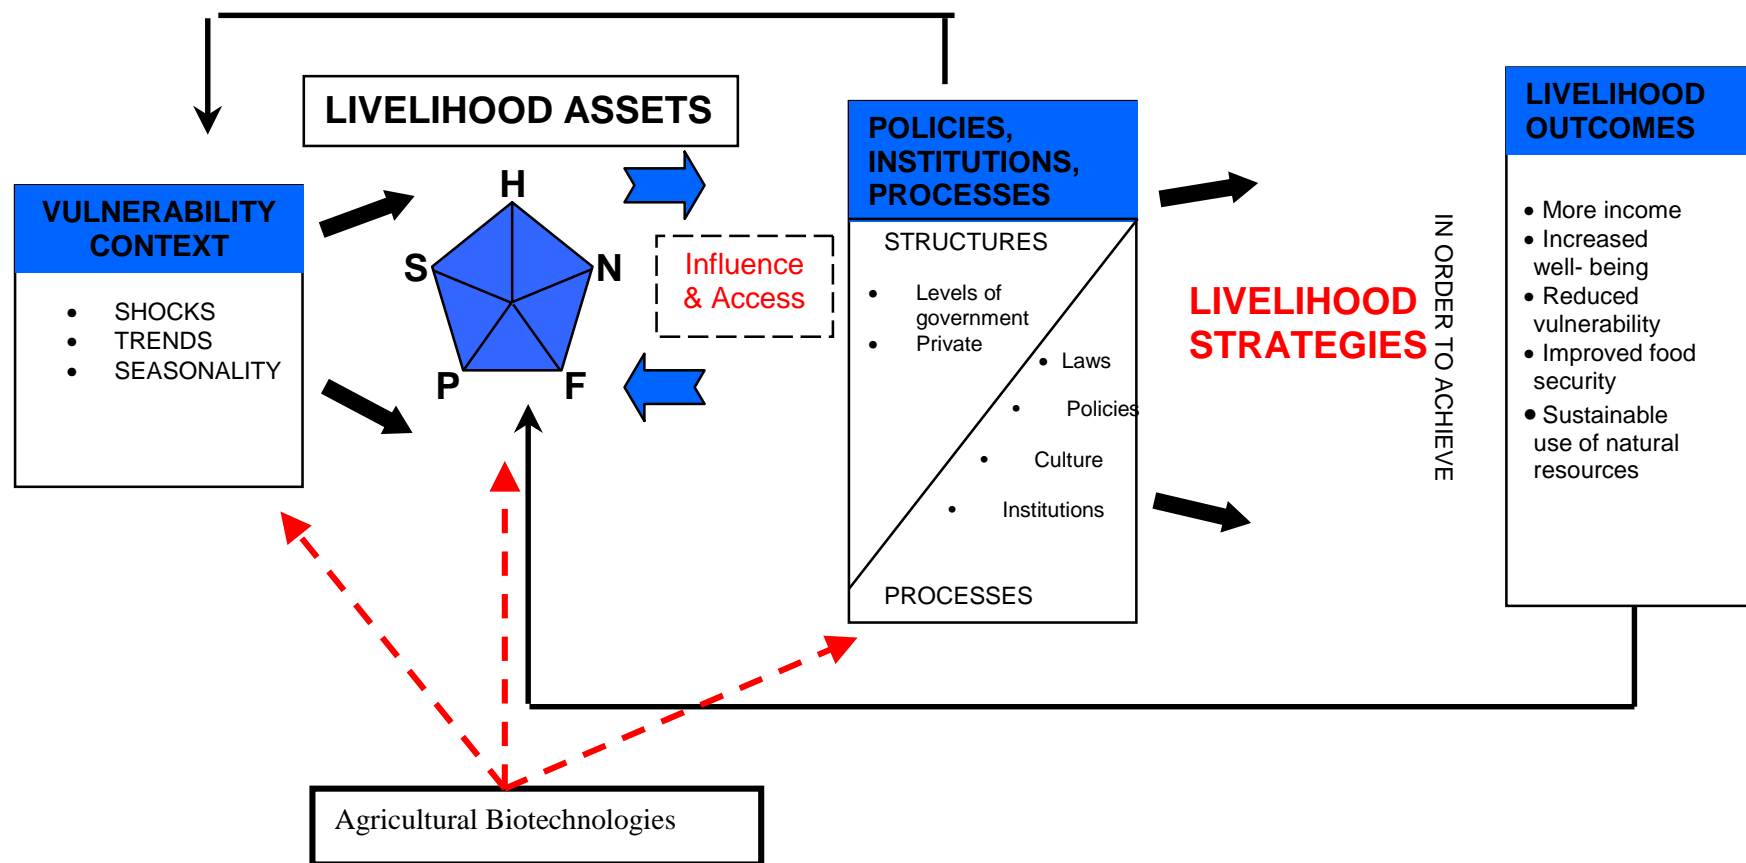 LIVELIHOOD ASSETS
VULNERABILITY
CONTEXT
• SHOCKS
• TRENDS
• SEASONALITY
H
S
N
P
F
Influence
& Access
POLICIES,
INSTITUTIONS,
PROCESSES
STRUCTURES
• Levels of
government
• Private
• Laws
• Policies
• Culture
• Institutions
PROCESSES
LIVELIHOOD
STRATEGIES
IN ORDER TO ACHIEVE
LIVELIHOOD
OUTCOMES
• More income
• Increased
well- being
• Reduced
vulnerability
• Improved food
security
• Sustainable
use of natural
resources
Agricultural Biotechnologies